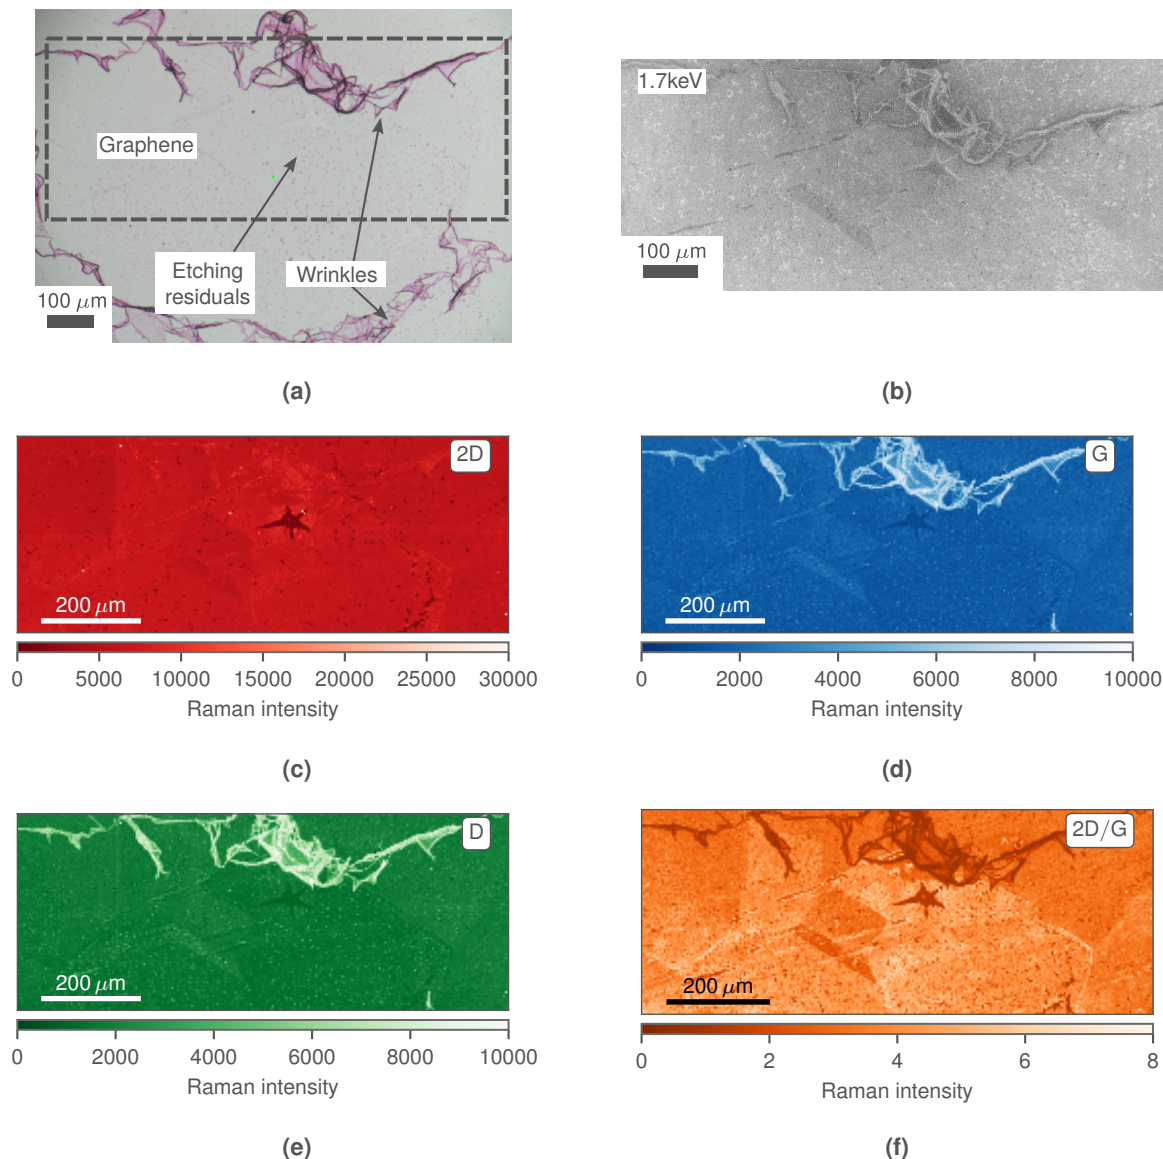 Graphene
Etching
residuals
Wrinkles
100 μm
(a)
1.7keV
100 μm
(b)
2D
200 μm
0 5000 10000 15000 20000 25000 30000
Raman intensity
(c)
G
200 μm
0 2000 4000 6000 8000 10000
Raman intensity
(d)
D
200 μm
0 2000 4000 6000 8000 10000
Raman intensity
(e)
2D/G
200 μm
0 2 4 6 8
Raman intensity
(f)